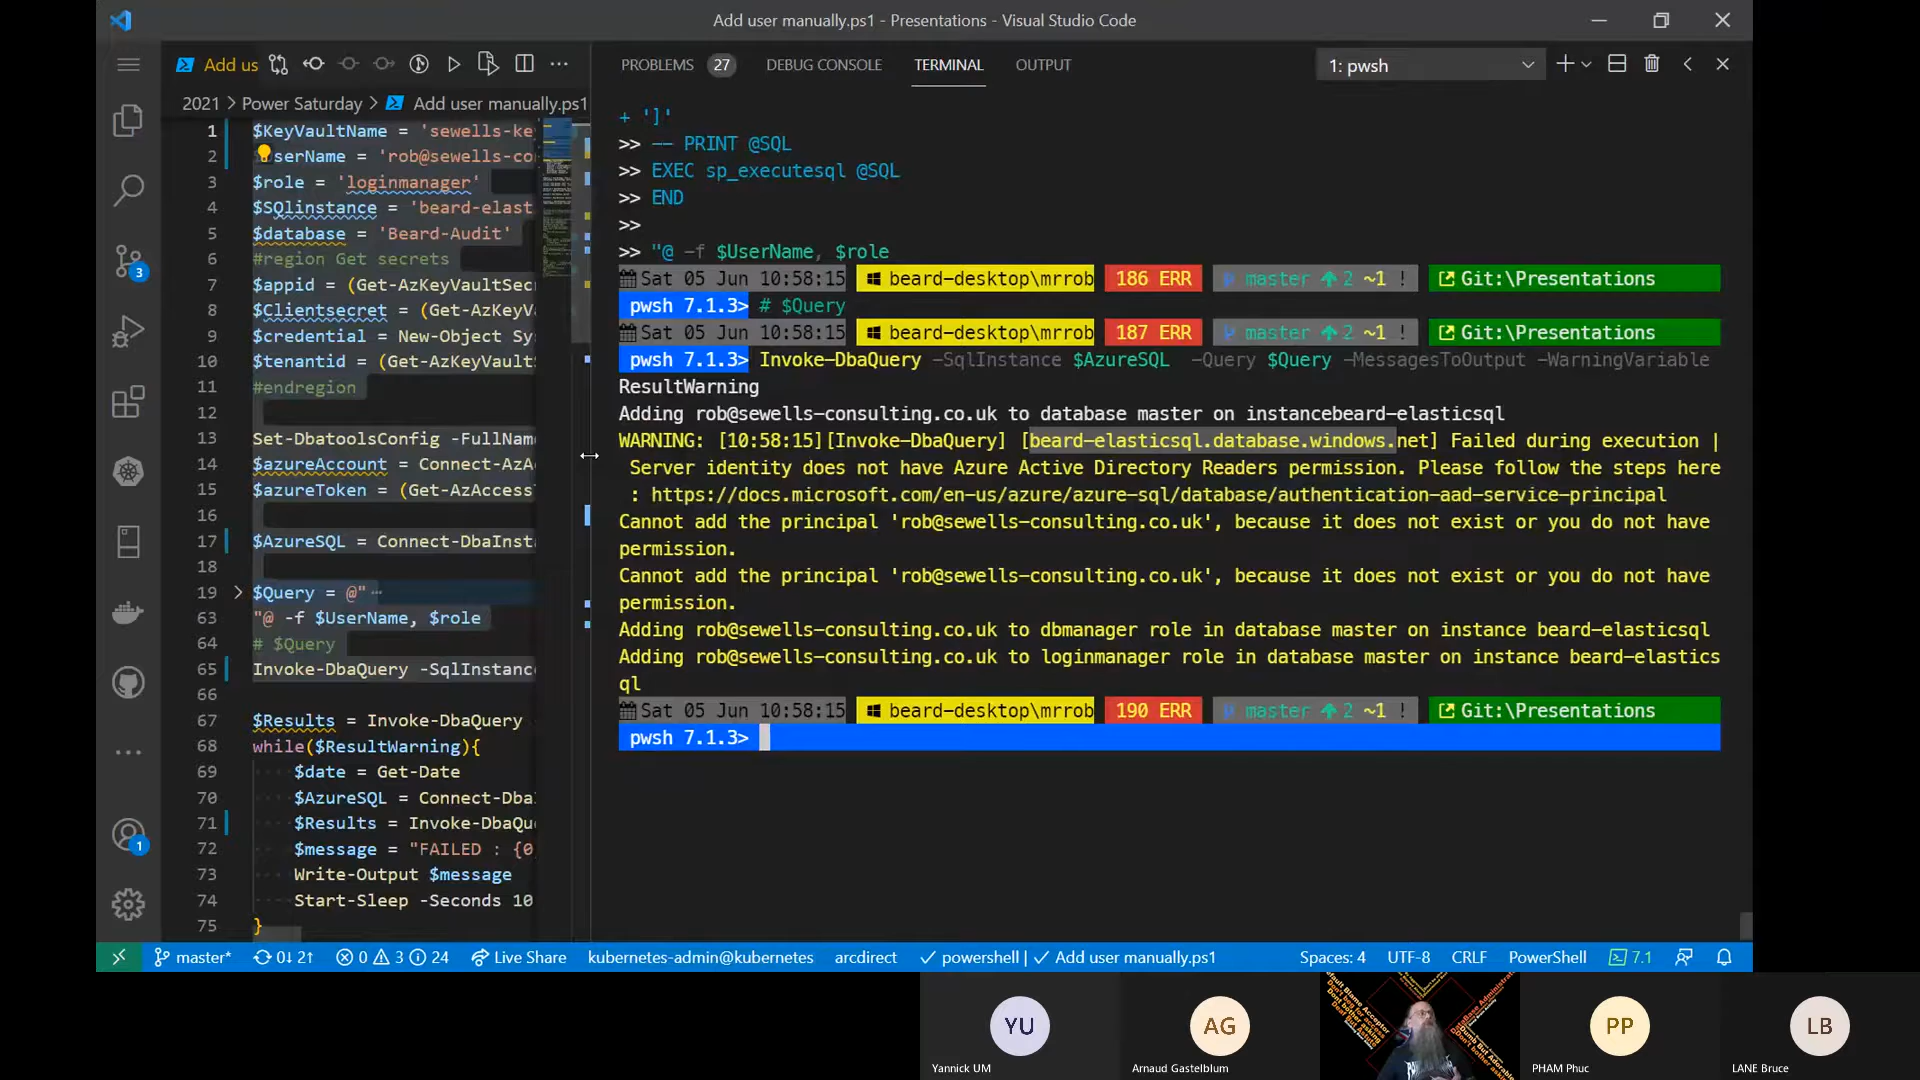 Add user manually.ps1 - Presentations - Visual Studio Code
Add us
PROBLEMS 27 DEBUG CONSOLE TERMINAL OUTPUT
1: pwsh
2021 > Power Saturday > Add user manually.ps1
1 $KeyVaultName = 'sewells-ke
2 serName = 'rob@sewells-co
3 $role = 'loginmanager'
4 $SQlinstance = 'beard-elast
5 $database = 'Beard-Audit'
6 #region Get secrets
7 $appid = (Get-AzKeyVaultSec
8 $Clientsecret = (Get-AzKeyV
9 $credential = New-Object Sy
10 $tenantid = (Get-AzKeyVault
11 #endregion
12
13 Set-DbatoolsConfig -FullNam
14 $azureAccount = Connect-AzA
15 $azureToken = (Get-AzAccess
16
17 $AzureSQL = Connect-DbaInst
18
19 $Query = @"
63 "@ -f $UserName, $role
64 # $Query
65 Invoke-DbaQuery -SqlInstanc
66
67 $Results = Invoke-DbaQuery
68 while($ResultWarning){
69 $date = Get-Date
70 $AzureSQL = Connect-Dba
71 $Results = Invoke-DbaQu
72 $message = "FAILED : {0
73 Write-Output $message
74 Start-Sleep -Seconds 10
75 }
+ ']'
>> -- PRINT @SQL
>> EXEC sp_executesql @SQL
>> END
>>
>> "@ -f $UserName, $role
Sat 05 Jun 10:58:15 beard-desktop\mrrob 186 ERR master ↑2 ~1 ! Git:\Presentations
pwsh 7.1.3> # $Query
Sat 05 Jun 10:58:15 beard-desktop\mrrob 187 ERR master ↑2 ~1 ! Git:\Presentations
pwsh 7.1.3> Invoke-DbaQuery -SqlInstance $AzureSQL -Query $Query -MessagesToOutput -WarningVariable
ResultWarning
Adding rob@sewells-consulting.co.uk to database master on instancebeard-elasticsql
WARNING: [10:58:15][Invoke-DbaQuery] [beard-elasticsql.database.windows.net] Failed during execution |
Server identity does not have Azure Active Directory Readers permission. Please follow the steps here
: https://docs.microsoft.com/en-us/azure/azure-sql/database/authentication-aad-service-principal
Cannot add the principal 'rob@sewells-consulting.co.uk', because it does not exist or you do not have
permission.
Cannot add the principal 'rob@sewells-consulting.co.uk', because it does not exist or you do not have
permission.
Adding rob@sewells-consulting.co.uk to dbmanager role in database master on instance beard-elasticsql
Adding rob@sewells-consulting.co.uk to loginmanager role in database master on instance beard-elastics
ql
Sat 05 Jun 10:58:15 beard-desktop\mrrob 190 ERR master ↑2 ~1 ! Git:\Presentations
pwsh 7.1.3>
3
1
master* 0↓ 2↑ 0 3 24 Live Share kubernetes-admin@kubernetes arcdirect powershell | Add user manually.ps1 Spaces: 4 UTF-8 CRLF PowerShell 7.1
YU AG PP LB
Yannick UM Arnaud Gastelblum PHAM Phuc LANE Bruce